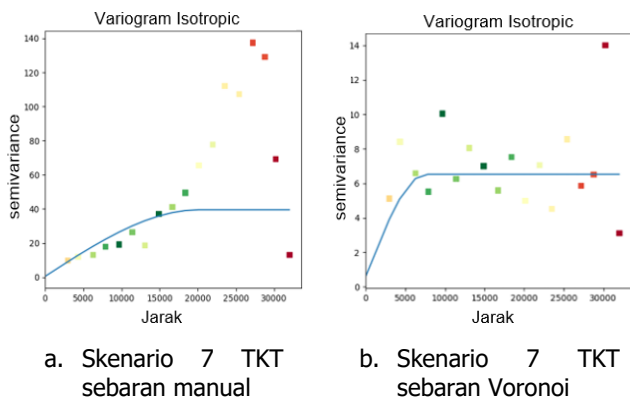 Variogram Isotropic
semivariance
140
120
100
80
60
40
20
0
0 5000 10000 15000 20000 25000 30000
Jarak
a. Skenario 7 TKT
sebaran manual
Variogram Isotropic
semivariance
14
12
10
8
6
4
2
0
0 5000 10000 15000 20000 25000 30000
Jarak
b. Skenario 7 TKT
sebaran Voronoi